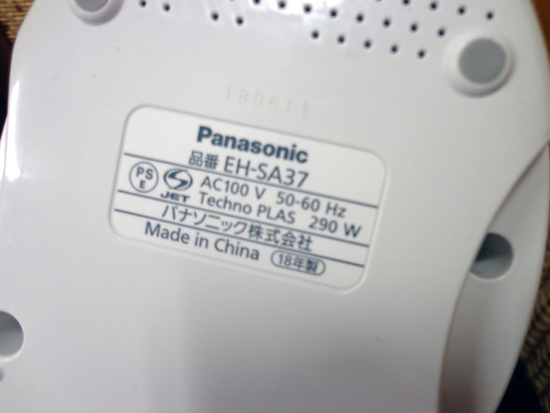 180611
Panasonic
品番 EH-SA37
PS E
S JET
AC100 V 50-60 Hz
Techno PLAS 290 W
パナソニック株式会社
Made in China 18年製